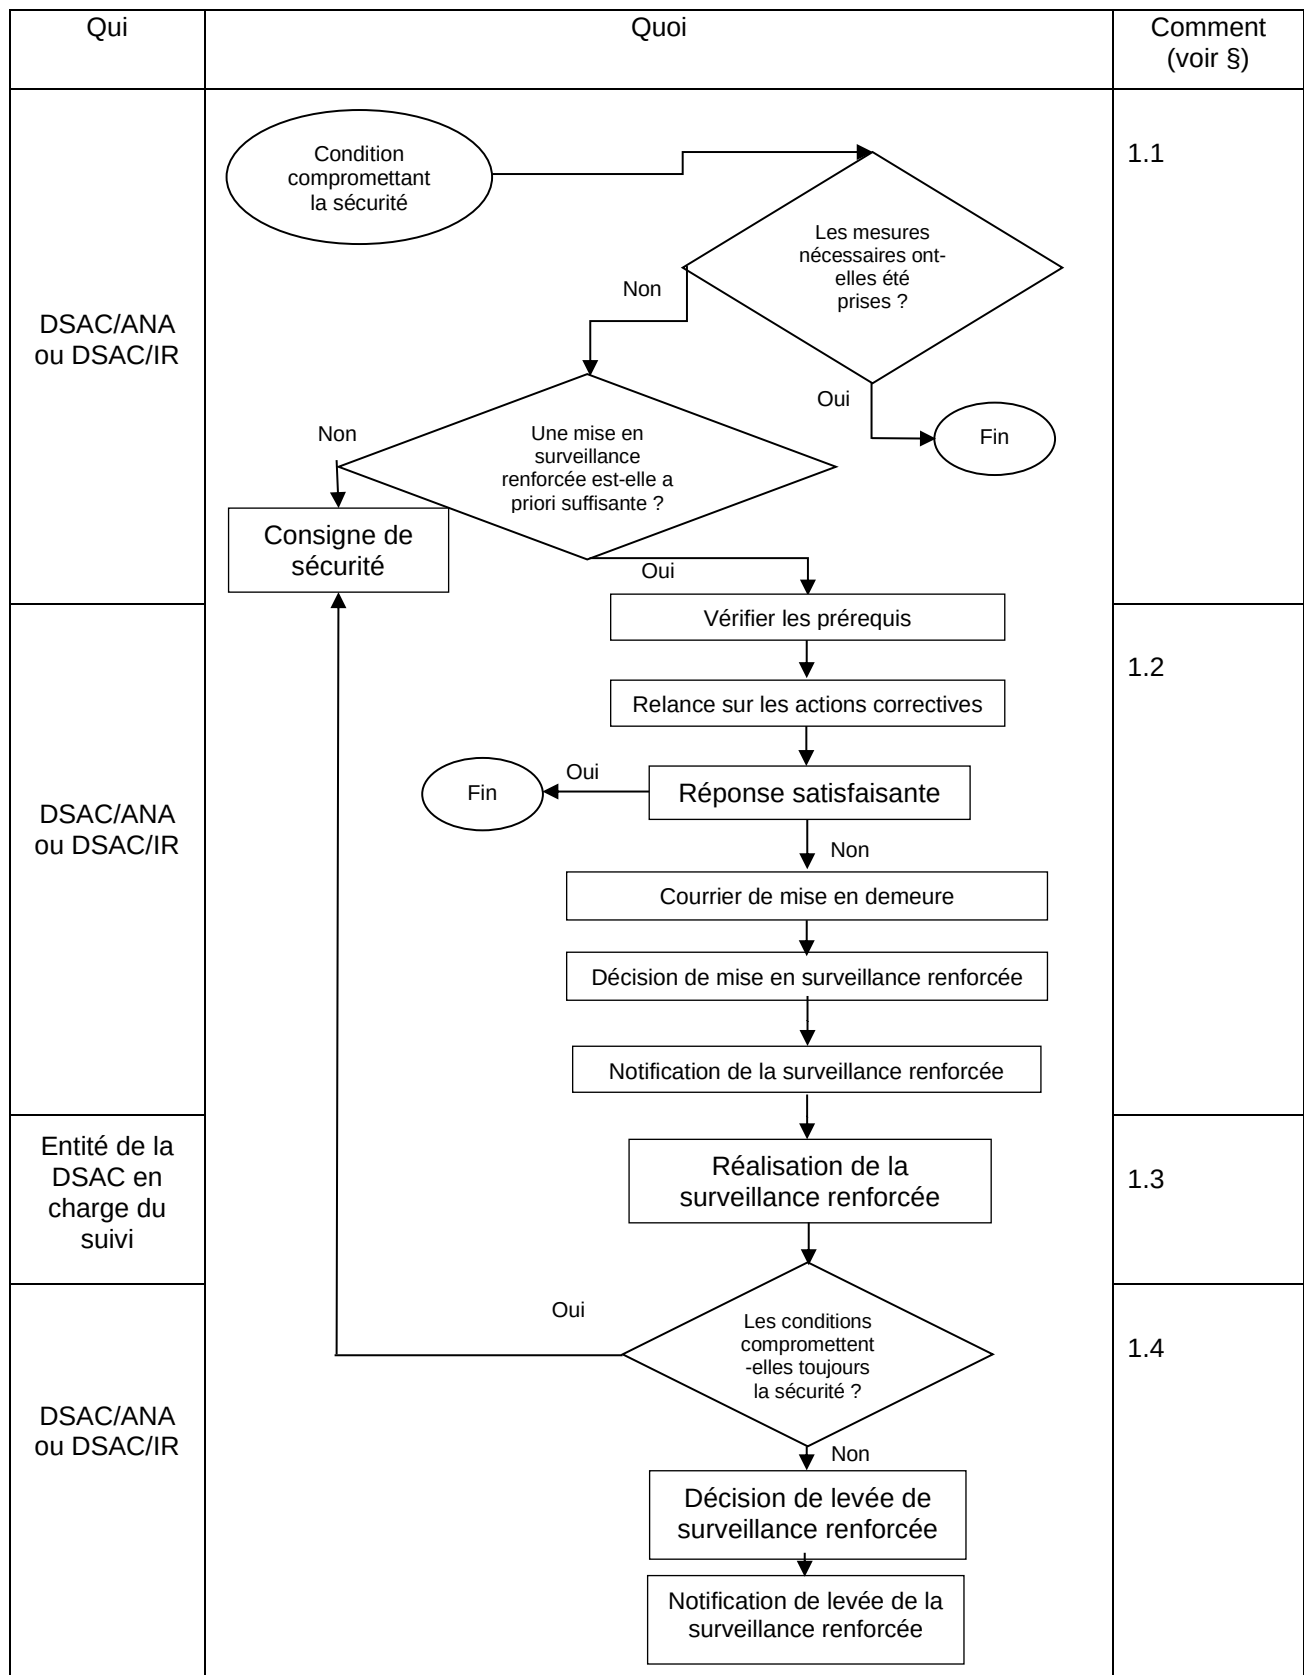 Qui
Quoi
Comment
(voir §)
Condition
compromettant
la sécurité
1.1
Les mesures
nécessaires ont-
elles été
prises ?
Non
DSAC/ANA
ou DSAC/IR
Oui
Fin
Non
Une mise en
surveillance
renforcée est-elle a
priori suffisante ?
Consigne de
sécurité
Oui
Vérifier les prérequis
1.2
Relance sur les actions correctives
Fin
Oui
Réponse satisfaisante
DSAC/ANA
ou DSAC/IR
Non
Courrier de mise en demeure
Décision de mise en surveillance renforcée
Notification de la surveillance renforcée
Entité de la
DSAC en
charge du
suivi
Réalisation de la
surveillance renforcée
1.3
Oui
Les conditions
compromettent
-elles toujours
la sécurité ?
1.4
DSAC/ANA
ou DSAC/IR
Non
Décision de levée de
surveillance renforcée
Notification de levée de la
surveillance renforcée